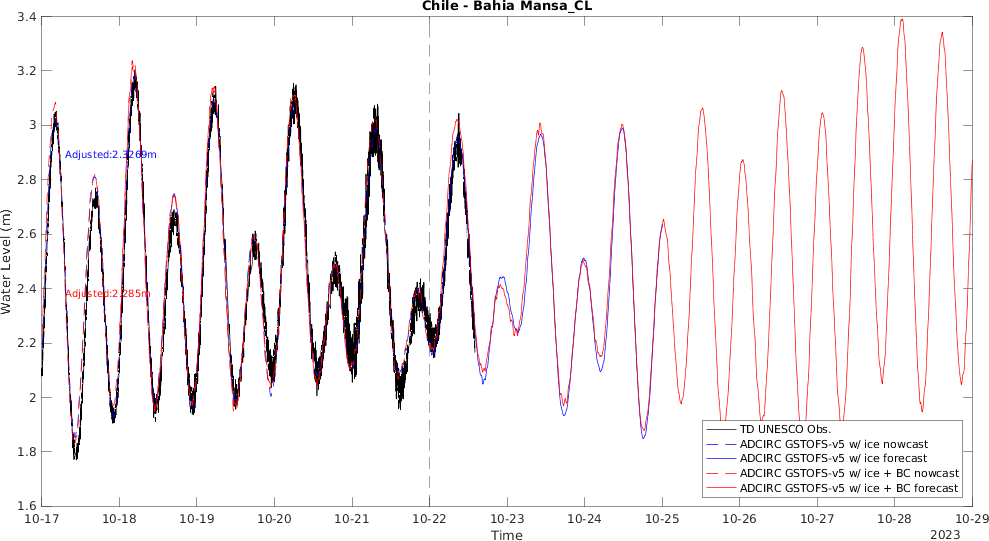 Chile - Bahia Mansa_CL
3.4
3.2
3
2.8
2.6
2.4
2.2
2
1.8
1.6
Water Level (m)
Adjusted:2.3269m
Adjusted:2.285m
TD UNESCO Obs.
ADCIRC GSTOFS-v5 w/ ice nowcast
ADCIRC GSTOFS-v5 w/ ice forecast
ADCIRC GSTOFS-v5 w/ ice + BC nowcast
ADCIRC GSTOFS-v5 w/ ice + BC forecast
10-17 10-18 10-19 10-20 10-21 10-22 10-23 10-24 10-25 10-26 10-27 10-28 10-29
Time
2023